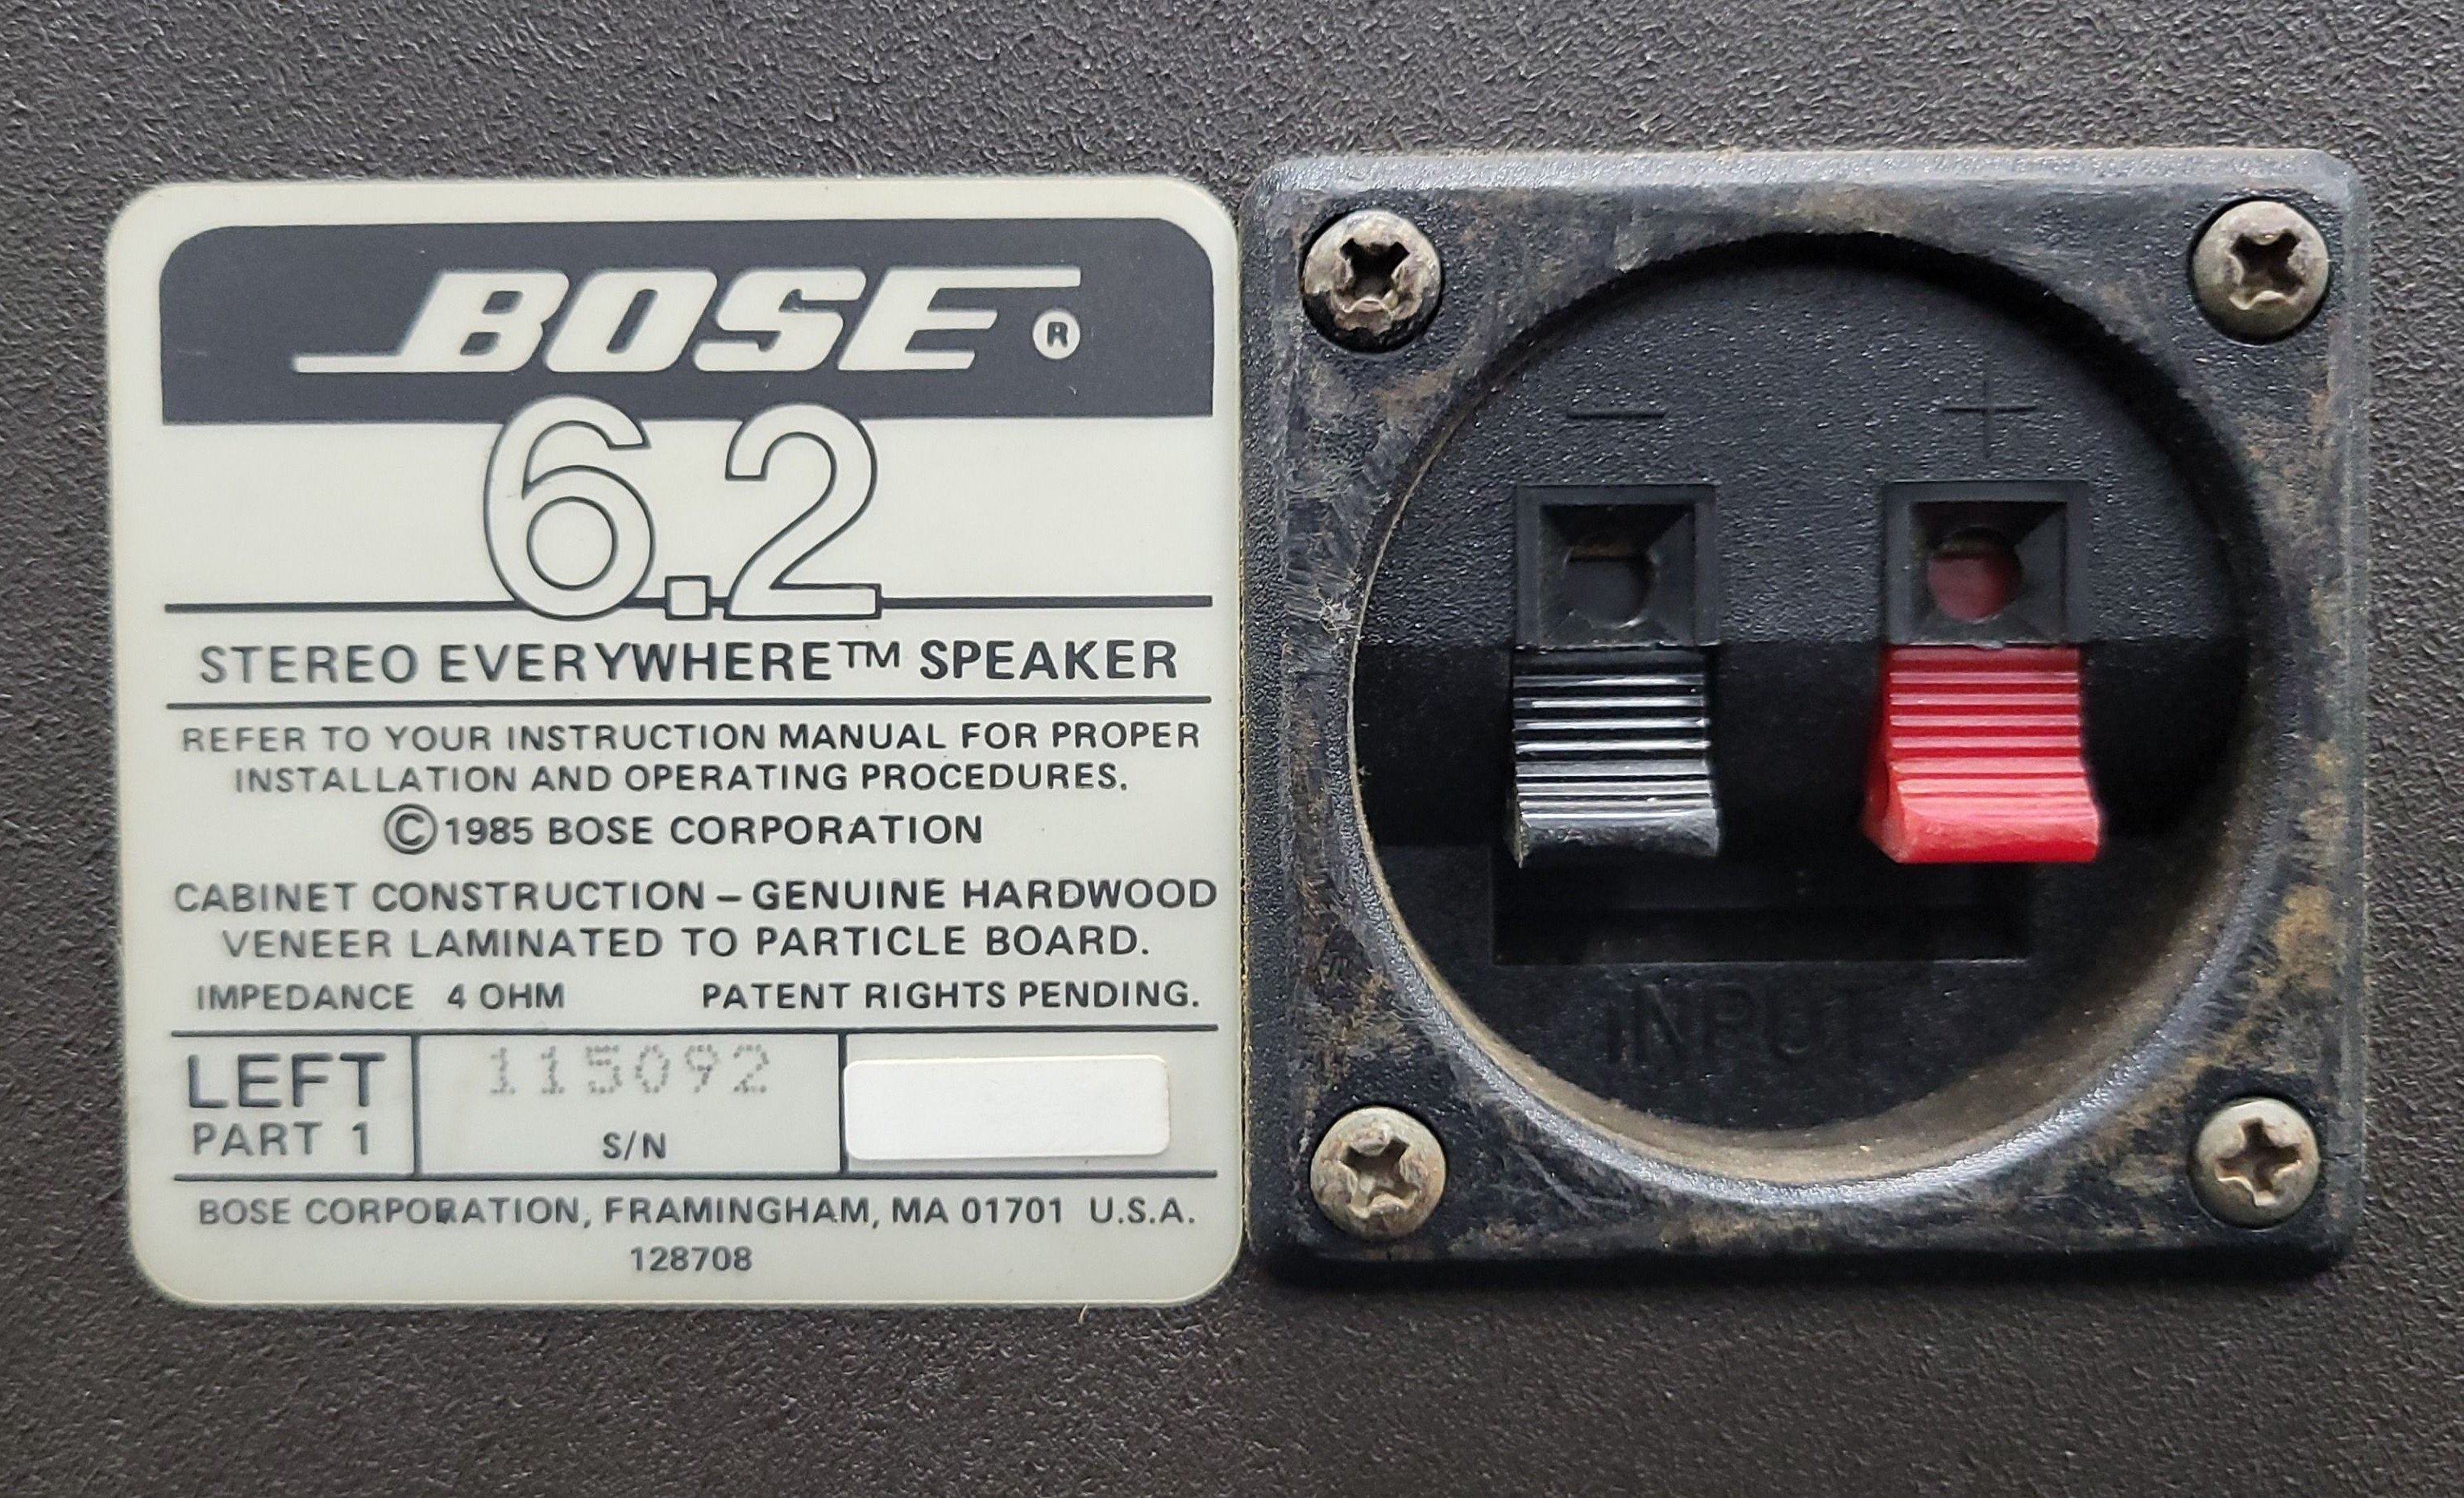 BOSE ®
6.2
STEREO EVERYWHERE™ SPEAKER
REFER TO YOUR INSTRUCTION MANUAL FOR PROPER
INSTALLATION AND OPERATING PROCEDURES.
©1985 BOSE CORPORATION
CABINET CONSTRUCTION – GENUINE HARDWOOD
VENEER LAMINATED TO PARTICLE BOARD.
IMPEDANCE 4 OHM PATENT RIGHTS PENDING.
LEFT
PART 1
115092
S/N
BOSE CORPORATION, FRAMINGHAM, MA 01701 U.S.A.
128708
– +
INPUT